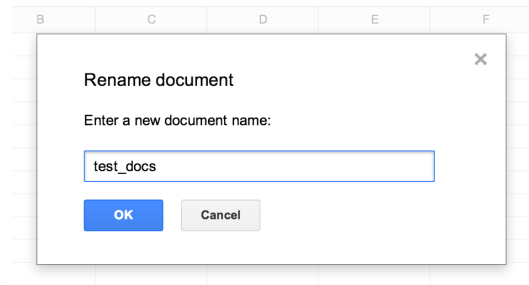 B C D E F
Rename document
Enter a new document name:
test_docs
OK Cancel